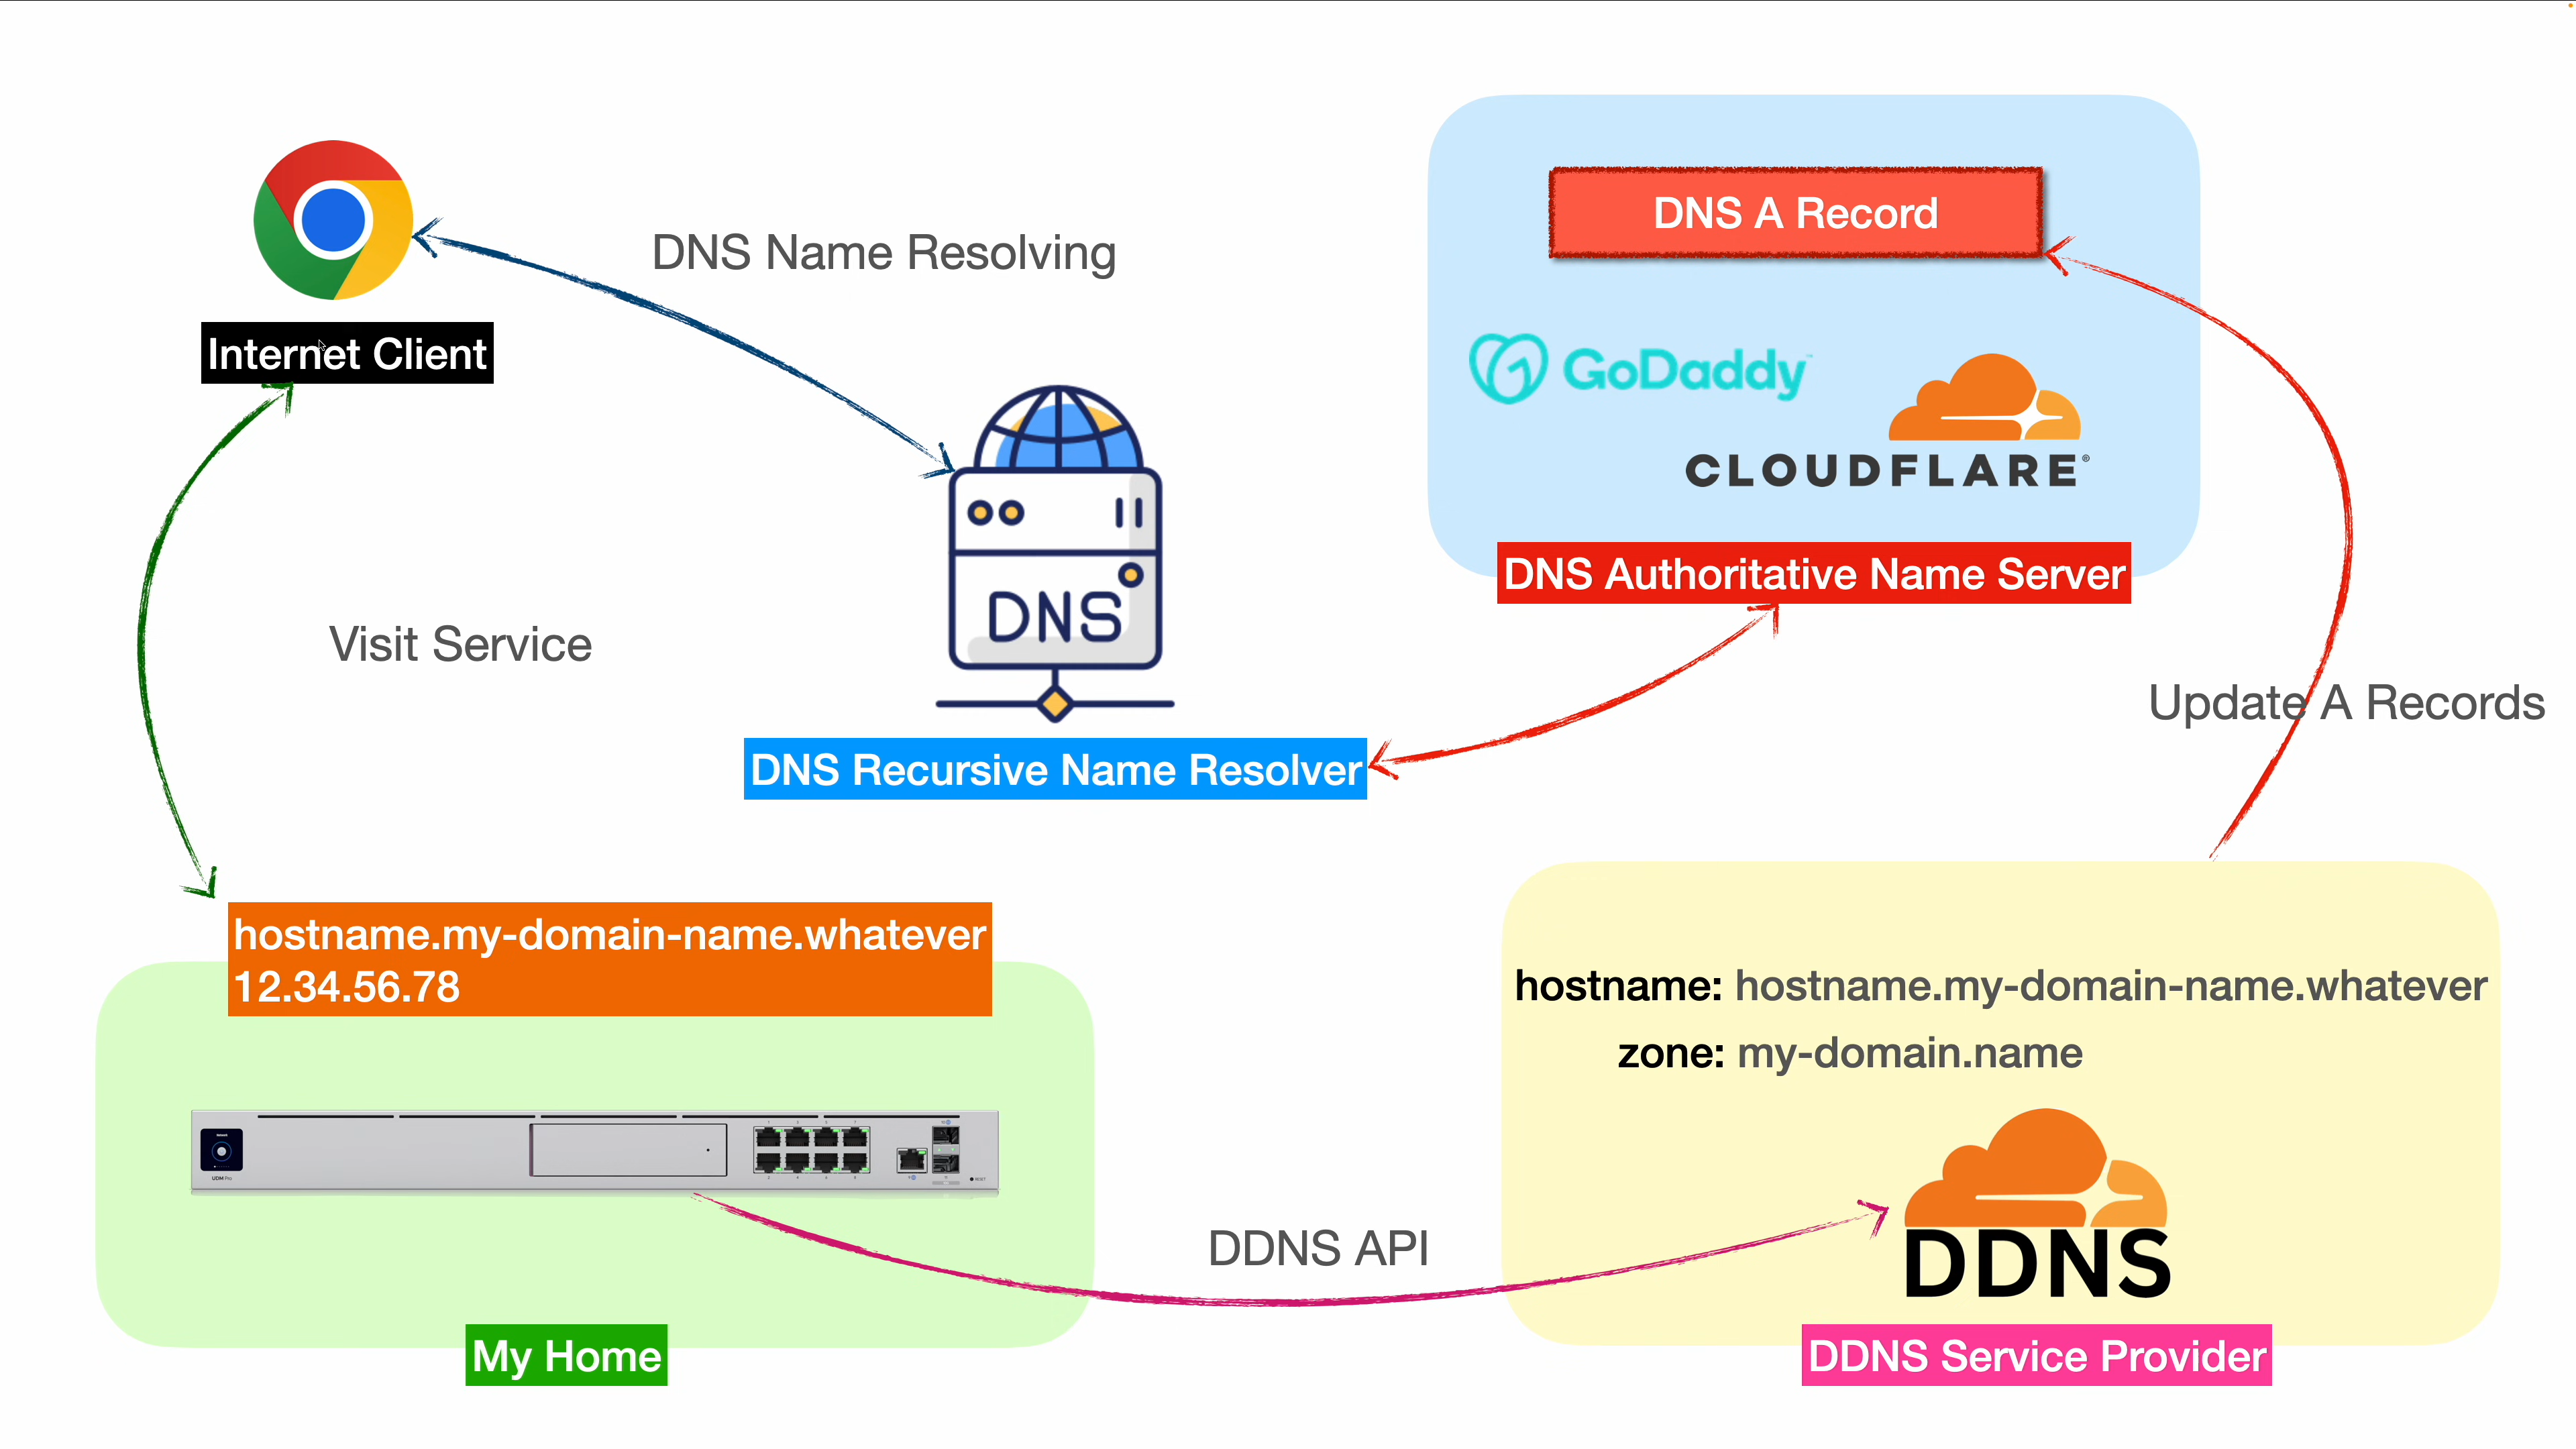 DNS A Record
DNS Name Resolving
GoDaddy
Internet Client
CLOUDFLARE®
DNS Authoritative Name Server
DNS
Visit Service
Update A Records
DNS Recursive Name Resolver
hostname.my-domain-name.whatever
12.34.56.78
hostname: hostname.my-domain-name.whatever
zone: my-domain.name
UDM Pro
DDNS API
DDNS
My Home
DDNS Service Provider